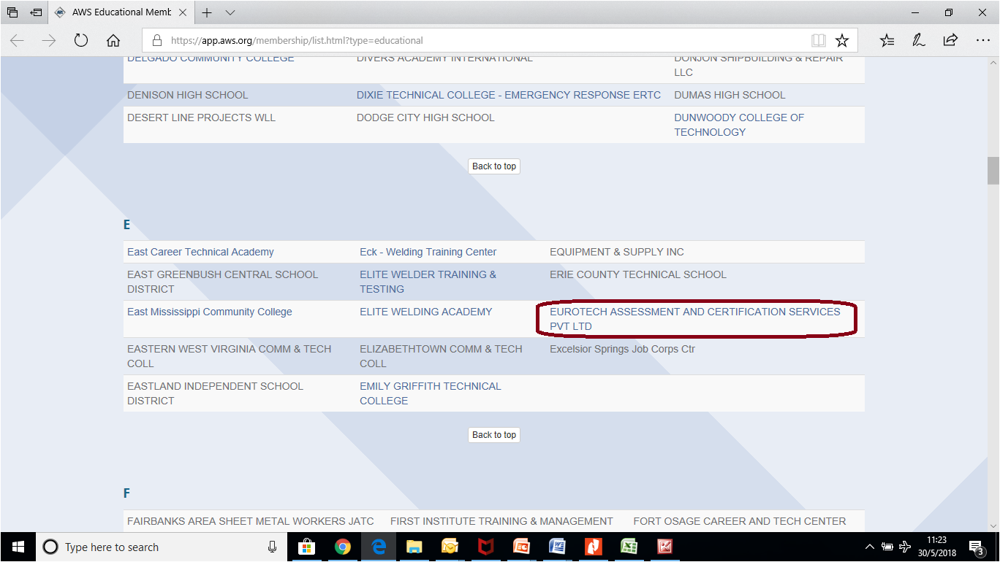 AWS Educational Memb
https://app.aws.org/membership/list.html?type=educational
DELGADO COMMUNITY COLLEGE DIVERS ACADEMY INTERNATIONAL DONJON SHIPBUILDING & REPAIR
LLC
DENISON HIGH SCHOOL DIXIE TECHNICAL COLLEGE - EMERGENCY RESPONSE ERTC DUMAS HIGH SCHOOL
DESERT LINE PROJECTS WLL DODGE CITY HIGH SCHOOL DUNWOODY COLLEGE OF
TECHNOLOGY
Back to top
E
East Career Technical Academy Eck - Welding Training Center EQUIPMENT & SUPPLY INC
EAST GREENBUSH CENTRAL SCHOOL ELITE WELDER TRAINING & ERIE COUNTY TECHNICAL SCHOOL
DISTRICT TESTING
East Mississippi Community College ELITE WELDING ACADEMY EUROTECH ASSESSMENT AND CERTIFICATION SERVICES
PVT LTD
EASTERN WEST VIRGINIA COMM & TECH ELIZABETHTOWN COMM & TECH Excelsior Springs Job Corps Ctr
COLL COLL
EASTLAND INDEPENDENT SCHOOL EMILY GRIFFITH TECHNICAL
DISTRICT COLLEGE
Back to top
F
FAIRBANKS AREA SHEET METAL WORKERS JATC FIRST INSTITUTE TRAINING & MANAGEMENT FORT OSAGE CAREER AND TECH CENTER
Type here to search
11:23
30/5/2018
3